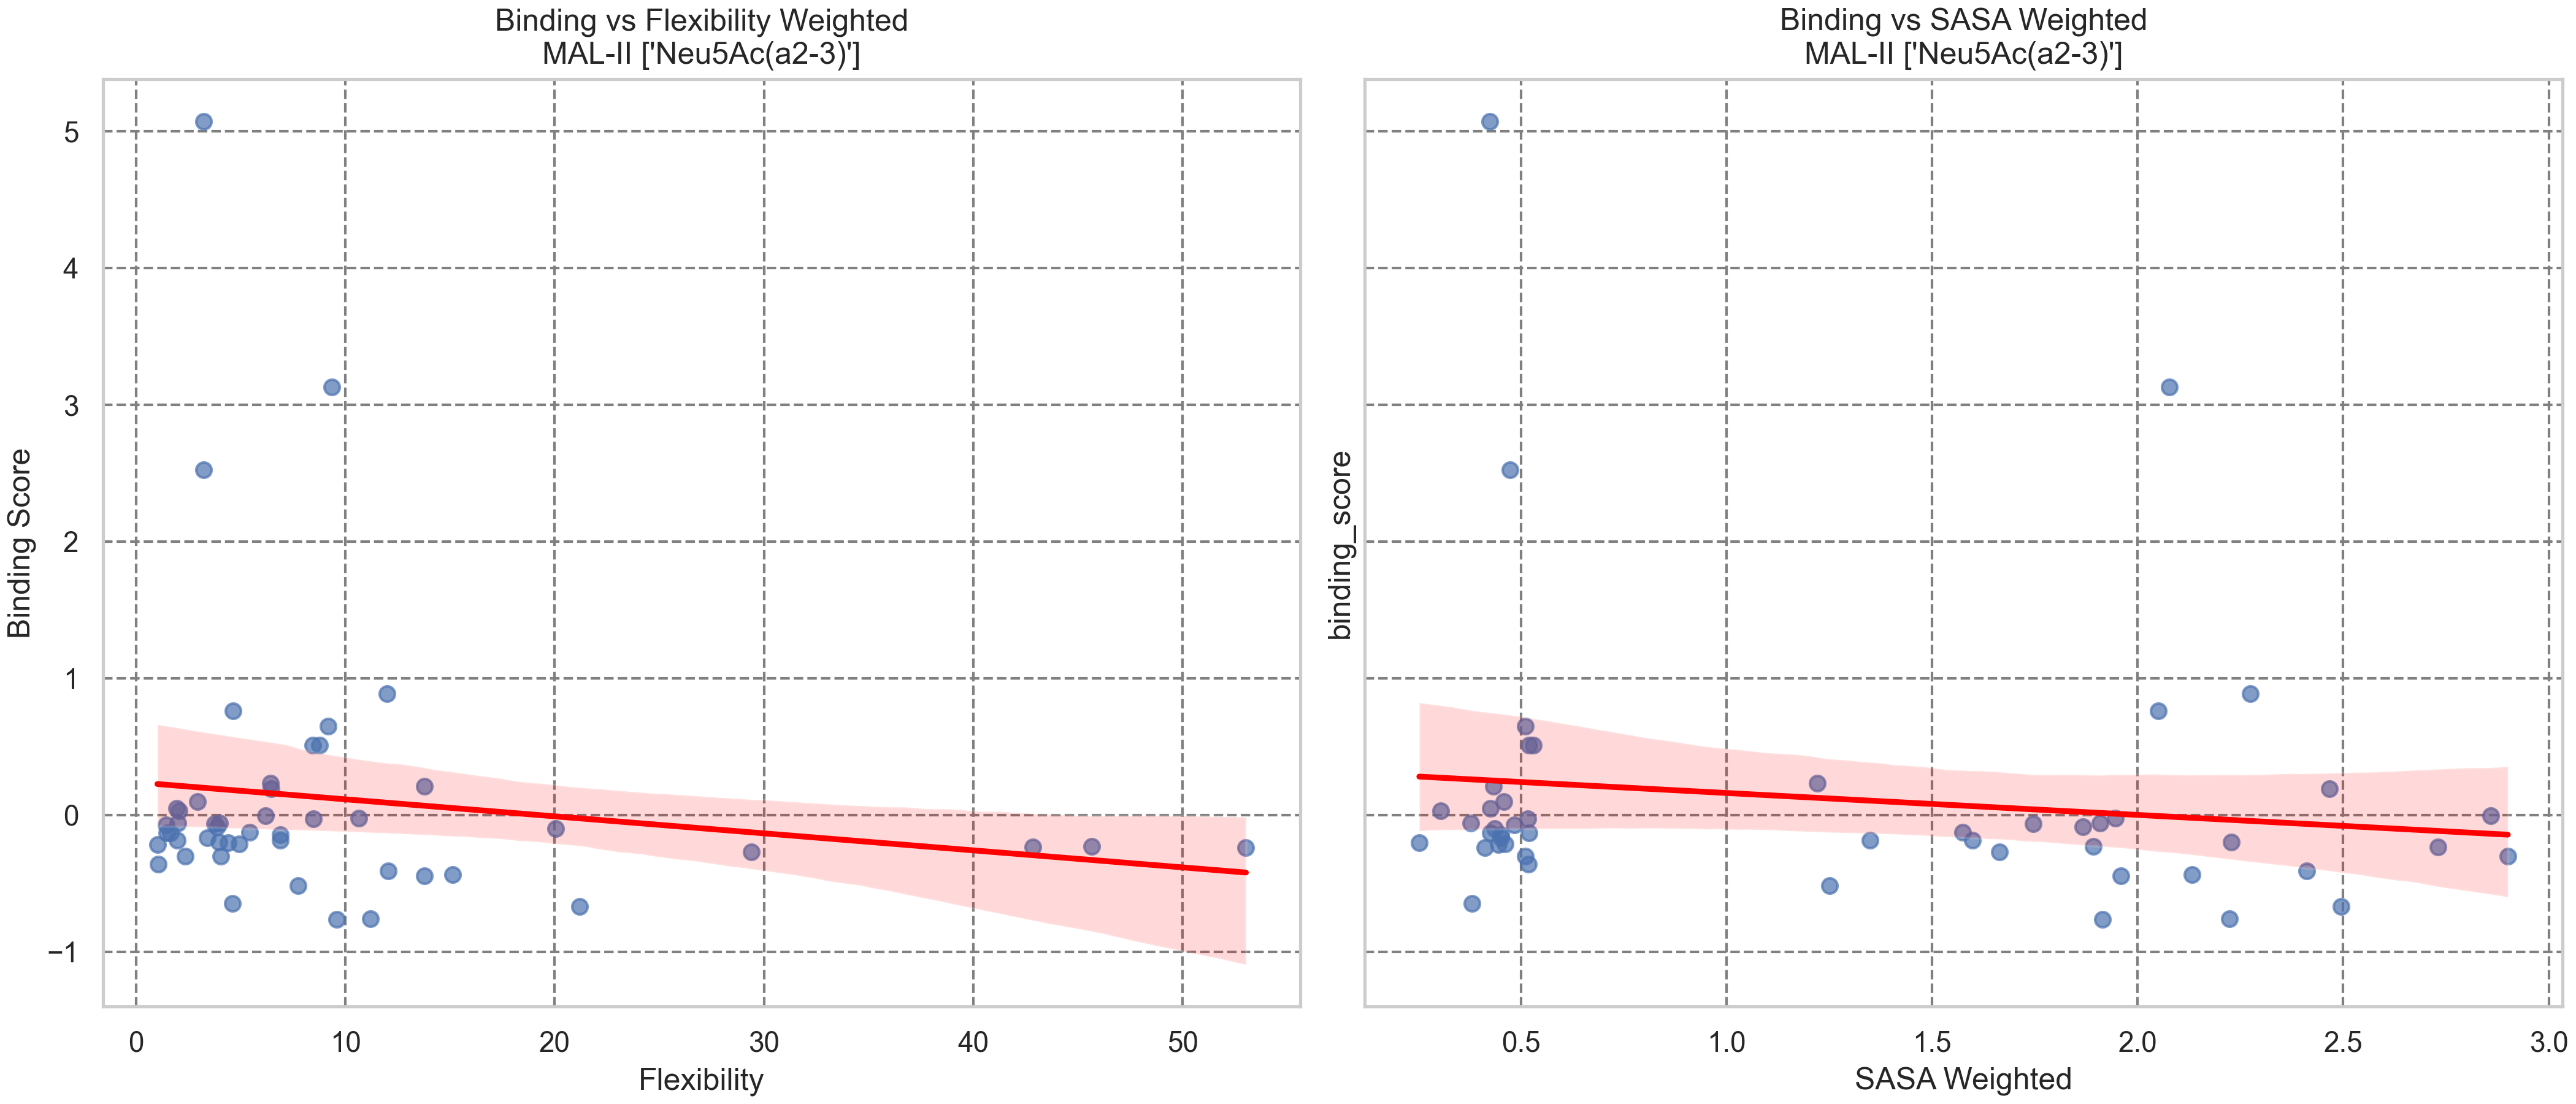 Binding vs Flexibility Weighted
MAL-II ['Neu5Ac(a2-3)']
Binding Score
5
4
3
2
1
0
−1
0 10 20 30 40 50
Flexibility
Binding vs SASA Weighted
MAL-II ['Neu5Ac(a2-3)']
binding_score
0.5 1.0 1.5 2.0 2.5 3.0
SASA Weighted